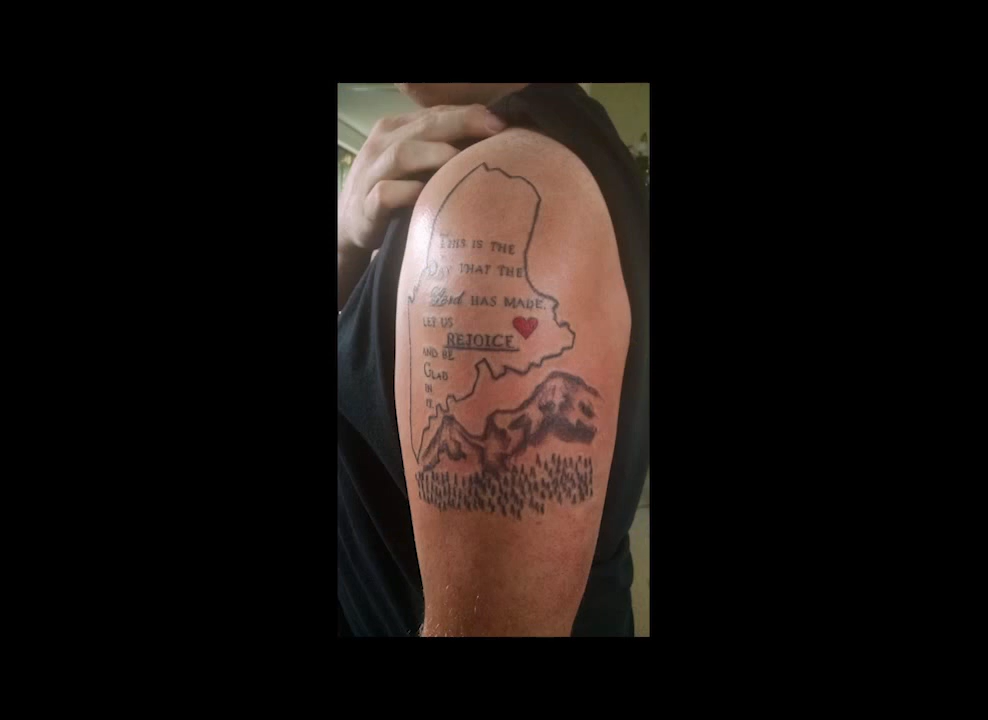 THIS IS THE
DAY THAT THE
Lord HAS MADE,
LET US
REJOICE
AND BE
GLAD
IN
IT.